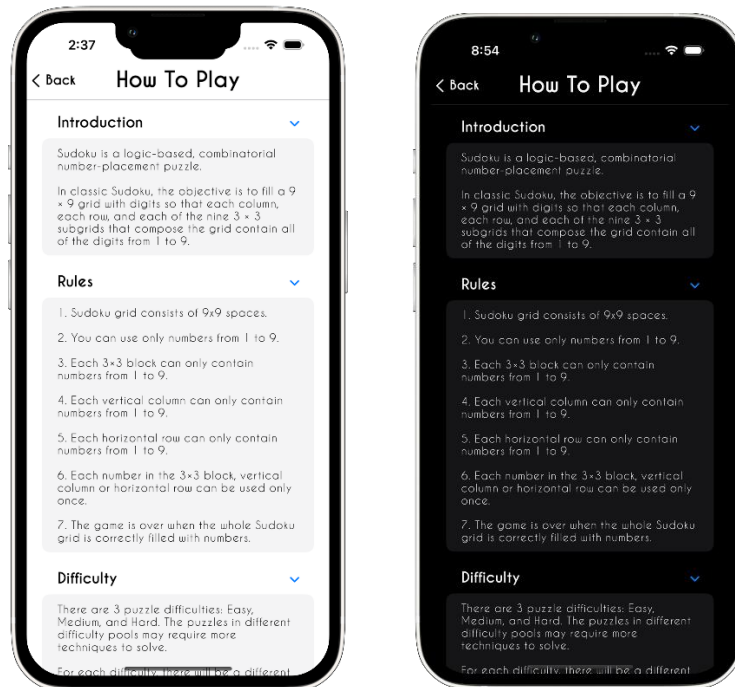 2:37
Back
How To Play
Introduction
Sudoku is a logic-based, combinatorial
number-placement puzzle.
In classic Sudoku, the objective is to fill a 9
× 9 grid with digits so that each column,
each row, and each of the nine 3 × 3
subgrids that compose the grid contain all
of the digits from 1 to 9.
Rules
1. Sudoku grid consists of 9x9 spaces.
2. You can use only numbers from 1 to 9.
3. Each 3×3 block can only contain
numbers from 1 to 9.
4. Each vertical column can only contain
numbers from 1 to 9.
5. Each horizontal row can only contain
numbers from 1 to 9.
6. Each number in the 3×3 block, vertical
column or horizontal row can be used only
once.
7. The game is over when the whole Sudoku
grid is correctly filled with numbers.
Difficulty
There are 3 puzzle difficulties: Easy,
Medium, and Hard. The puzzles in different
difficulty pools may require more
techniques to solve.
For each difficulty, there will be a different
8:54
Back
How To Play
Introduction
Sudoku is a logic-based, combinatorial
number-placement puzzle.
In classic Sudoku, the objective is to fill a 9
× 9 grid with digits so that each column,
each row, and each of the nine 3 × 3
subgrids that compose the grid contain all
of the digits from 1 to 9.
Rules
1. Sudoku grid consists of 9x9 spaces.
2. You can use only numbers from 1 to 9.
3. Each 3×3 block can only contain
numbers from 1 to 9.
4. Each vertical column can only contain
numbers from 1 to 9.
5. Each horizontal row can only contain
numbers from 1 to 9.
6. Each number in the 3×3 block, vertical
column or horizontal row can be used only
once.
7. The game is over when the whole Sudoku
grid is correctly filled with numbers.
Difficulty
There are 3 puzzle difficulties: Easy,
Medium, and Hard. The puzzles in different
difficulty pools may require more
techniques to solve.
For each difficulty, there will be a different